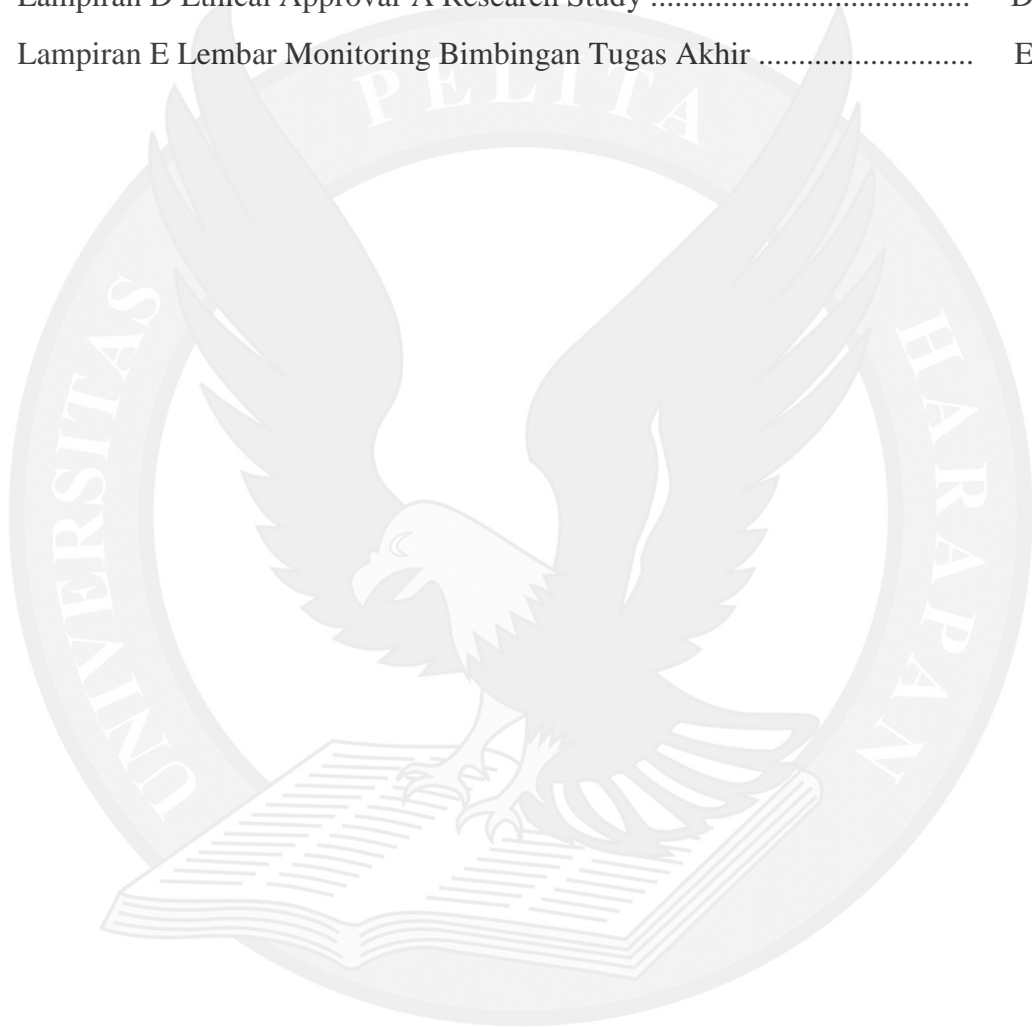 Lampiran D Ethical Approval A Research Study ....................................... D
Lampiran E Lembar Monitoring Bimbingan Tugas Akhir .......................... E
UNIVERSITAS PELITA HARAPAN